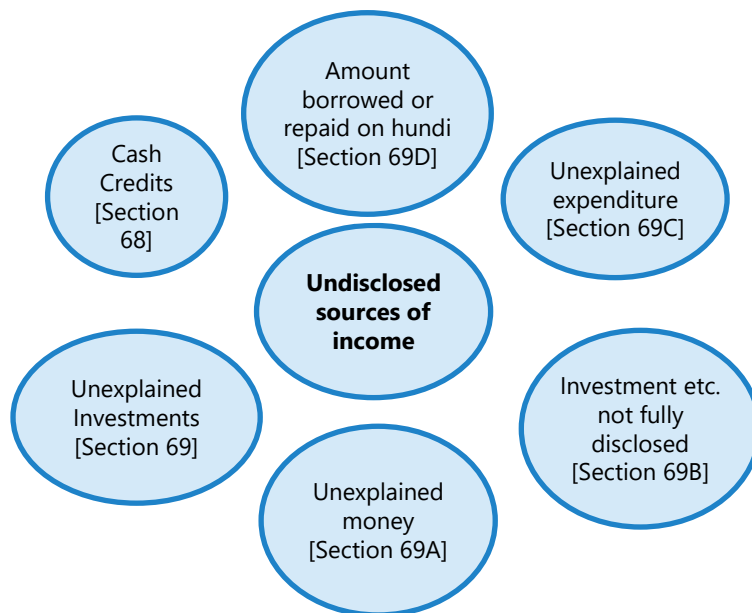 Amount
borrowed or
repaid on hundi
[Section 69D]
Cash
Credits
[Section
68]
Unexplained
expenditure
[Section 69C]
Undisclosed
sources of
income
Unexplained
Investments
[Section 69]
Investment etc.
not fully
disclosed
[Section 69B]
Unexplained
money
[Section 69A]